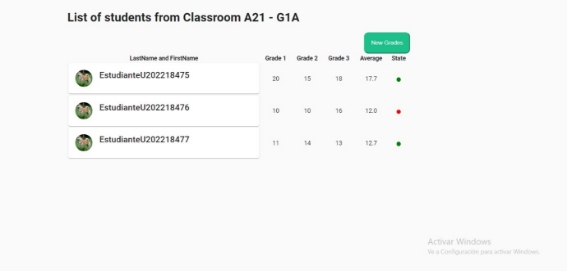 List of students from Classroom A21 - G1A
New Grades
LastName and FirstName Grade 1 Grade 2 Grade 3 Average State
EstudianteU202218475 20 15 18 17.7
EstudianteU202218476 10 10 16 12.0
EstudianteU202218477 11 14 13 12.7
Activar Windows
Ve a Configuración para activar Windows.